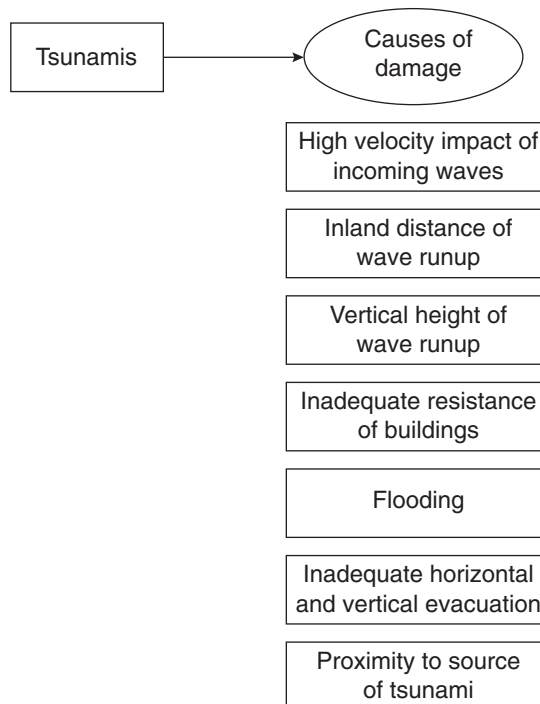 Tsunamis
Causes of
damage
High velocity impact of
incoming waves
Inland distance of
wave runup
Vertical height of
wave runup
Inadequate resistance
of buildings
Flooding
Inadequate horizontal
and vertical evacuation
Proximity to source
of tsunami